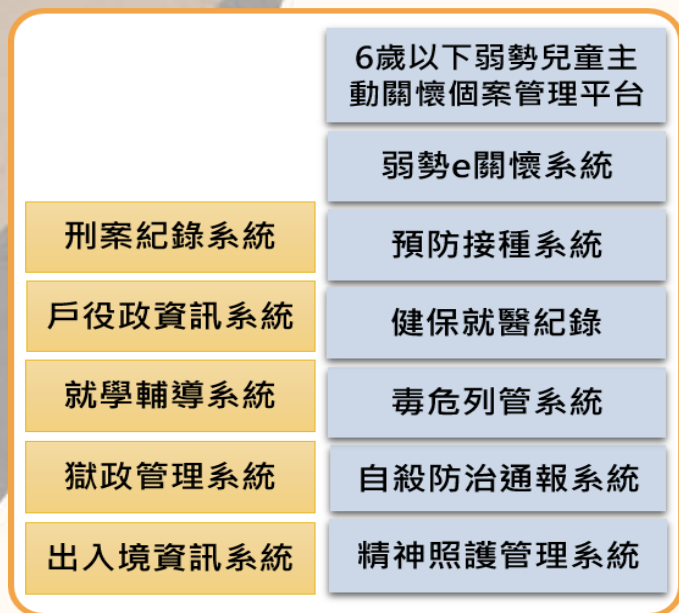 刑案紀錄系統
戶役政資訊系統
就學輔導系統
獄政管理系統
出入境資訊系統
6歲以下弱勢兒童主
動關懷個案管理平台
弱勢e關懷系統
預防接種系統
健保就醫紀錄
毒危列管系統
自殺防治通報系統
精神照護管理系統